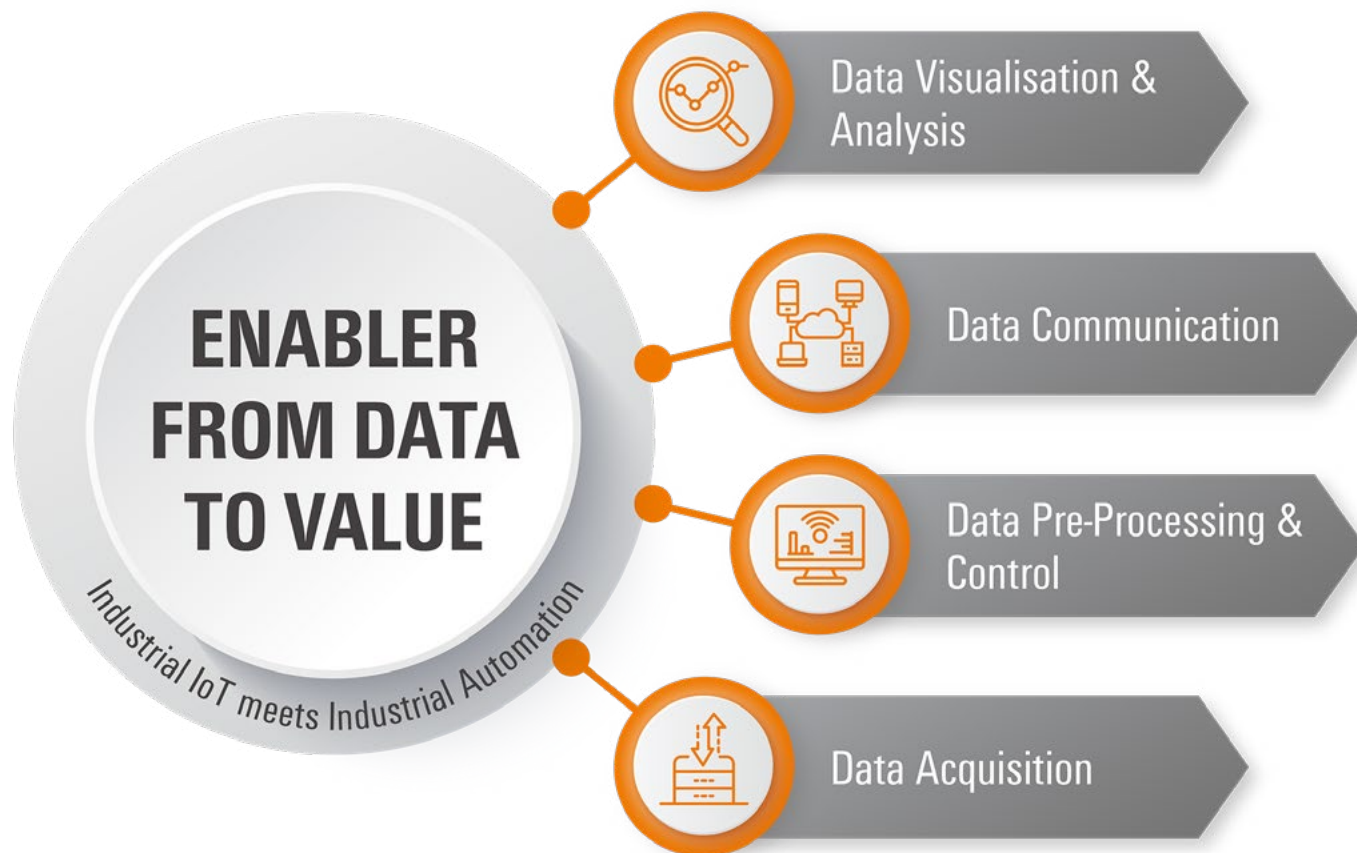 ENABLER
FROM DATA
TO VALUE
Industrial IoT meets Industrial Automation
Data Visualisation &
Analysis
Data Communication
Data Pre-Processing &
Control
Data Acquisition